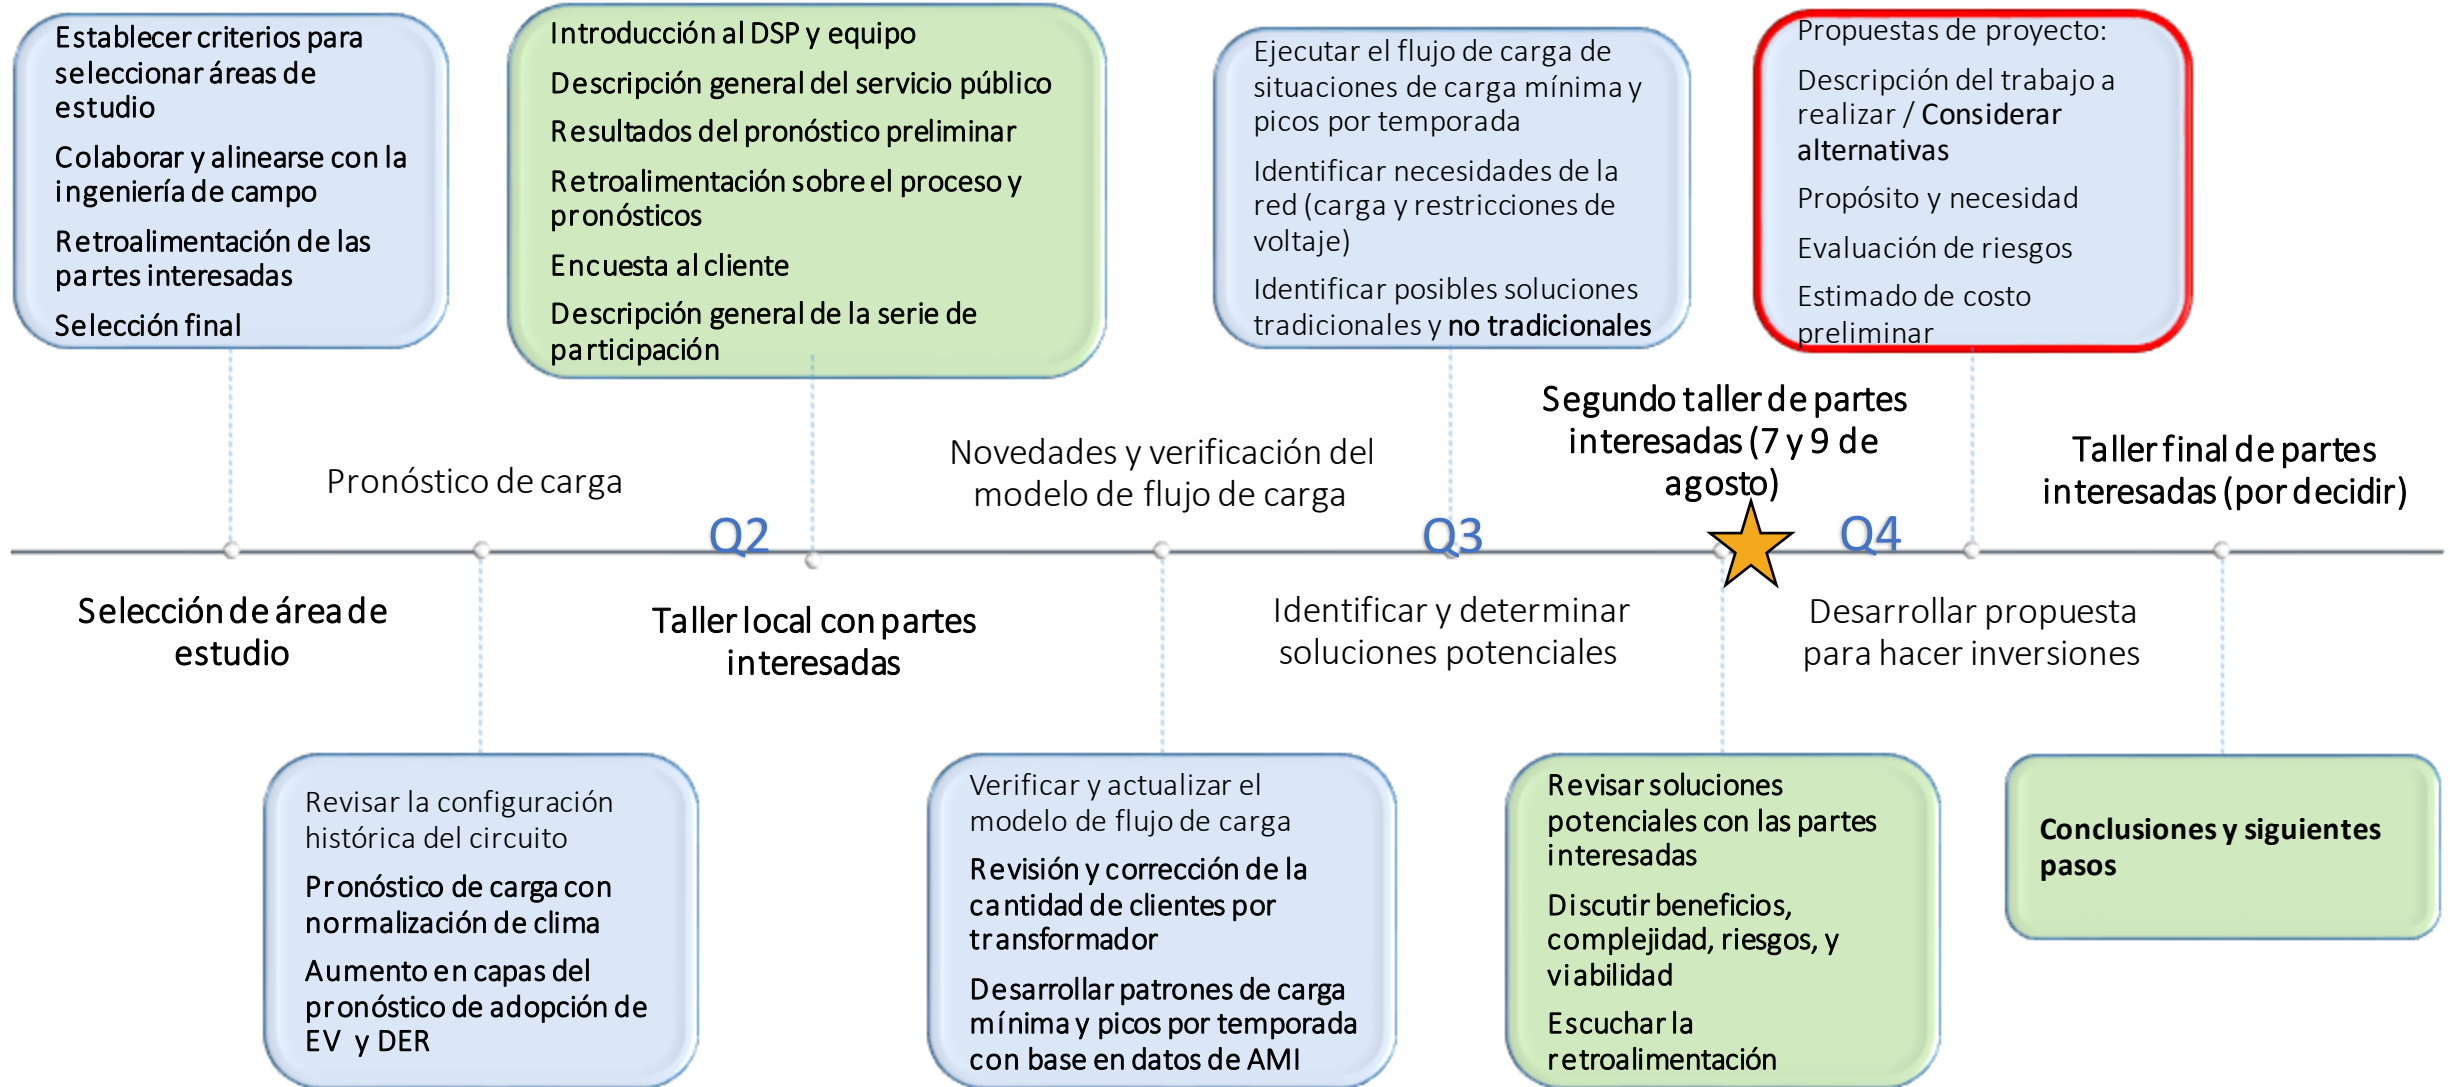 Establecer criterios para
seleccionar áreas de
estudio
Colaborar y alinearse con la
ingeniería de campo
Retroalimentación de las
partes interesadas
Selección final
Introducción al DSP y equipo
Descripción general del servicio público
Resultados del pronóstico preliminar
Retroalimentación sobre el proceso y
pronósticos
Encuesta al cliente
Descripción general de la serie de
participación
Ejecutar el flujo de carga de
situaciones de carga mínima y
picos por temporada
Identificar necesidades de la
red (carga y restricciones de
voltaje)
Identificar posibles soluciones
tradicionales y no tradicionales
Propuestas de proyecto:
Descripción del trabajo a
realizar / Considerar
alternativas
Propósito y necesidad
Evaluación de riesgos
Estimado de costo
preliminar
Pronóstico de carga
Novedades y verificación del
modelo de flujo de carga
Segundo taller de partes
interesadas (7 y 9 de
agosto)
Taller final de partes
interesadas (por decidir)
Q2
Q3
Q4
Selección de área de
estudio
Taller local con partes
interesadas
Identificar y determinar
soluciones potenciales
Desarrollar propuesta
para hacer inversiones
Revisar la configuración
histórica del circuito
Pronóstico de carga con
normalización de clima
Aumento en capas del
pronóstico de adopción de
EV y DER
Verificar y actualizar el
modelo de flujo de carga
Revisión y corrección de la
cantidad de clientes por
transformador
Desarrollar patrones de carga
mínima y picos por temporada
con base en datos de AMI
Revisar soluciones
potenciales con las partes
interesadas
Discutir beneficios,
complejidad, riesgos, y
viabilidad
Escuchar la
retroalimentación
Conclusiones y siguientes
pasos